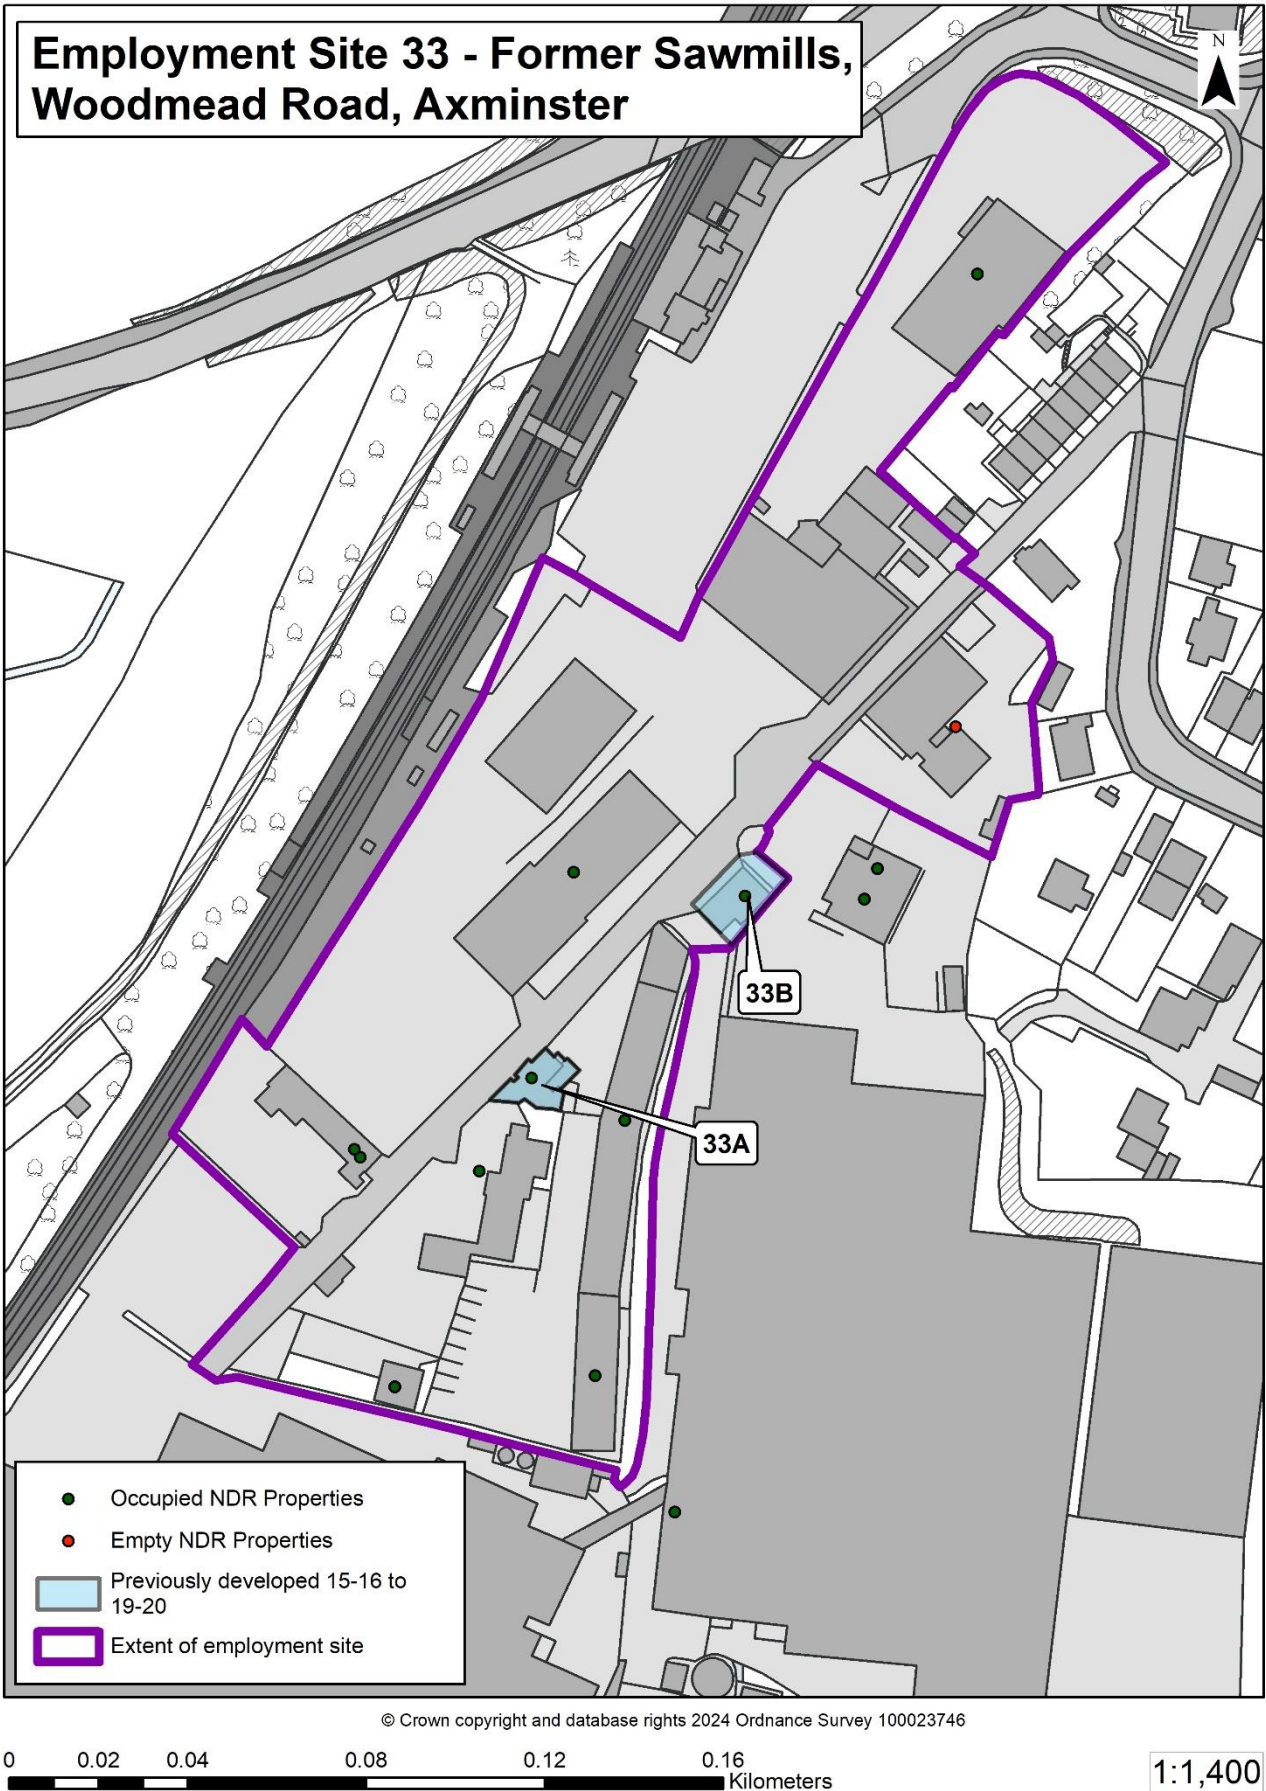 Employment Site 33 - Former Sawmills,
Woodmead Road, Axminster
N
33B
33A
Occupied NDR Properties
Empty NDR Properties
Previously developed 15-16 to
19-20
Extent of employment site
© Crown copyright and database rights 2024 Ordnance Survey 100023746
0 0.02 0.04 0.08 0.12 0.16
Kilometers
1:1,400